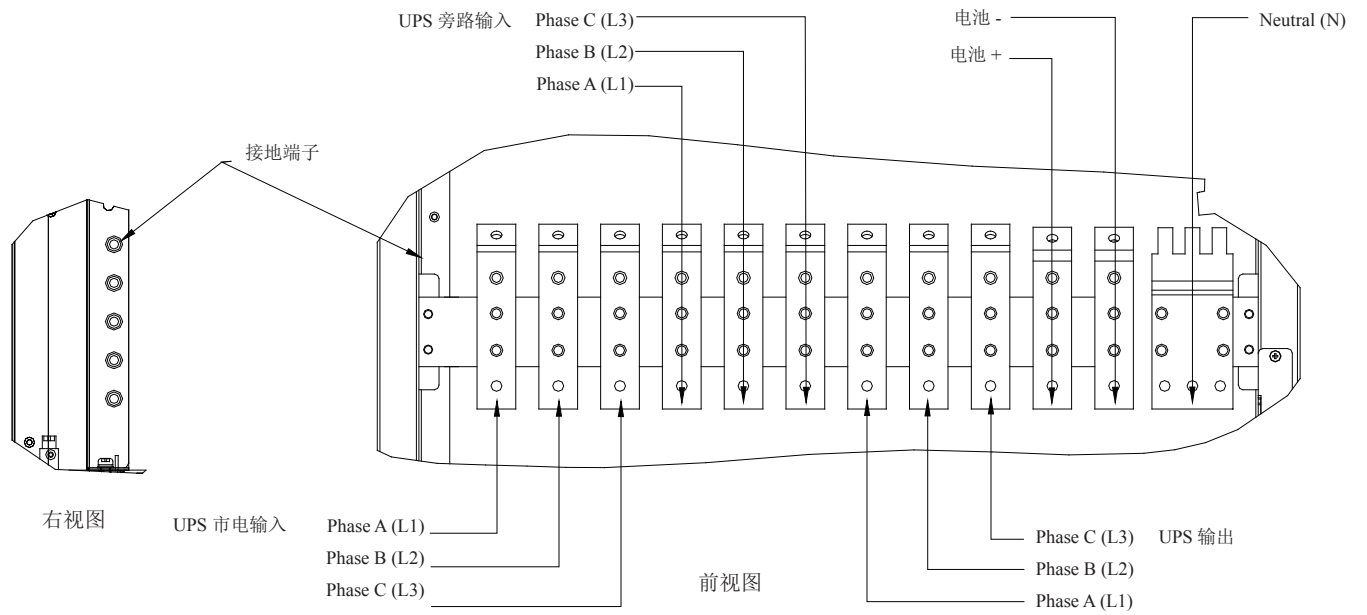 UPS 旁路输入 Phase C (L3)
Phase B (L2)
Phase A (L1)
电池 -
电池 +
Neutral (N)
接地端子
右视图
UPS 市电输入 Phase A (L1)
Phase B (L2)
Phase C (L3)
前视图
Phase C (L3) UPS 输出
Phase B (L2)
Phase A (L1)